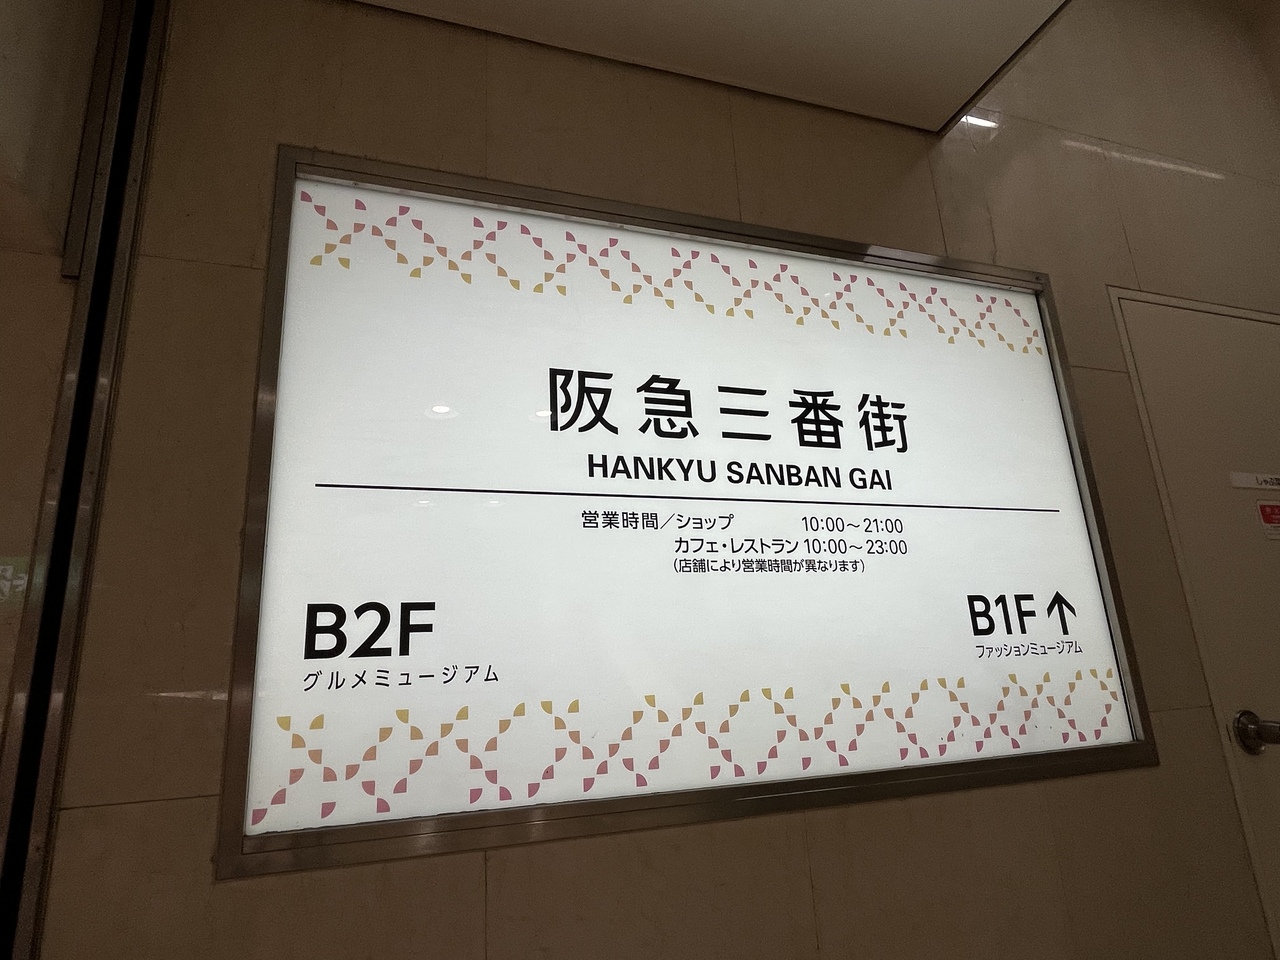 阪急三番街
HANKYU SANBAN GAI
営業時間／ショップ 10:00～21:00
カフェ・レストラン 10:00～23:00
（店舗により営業時間が異なります）
B2F
グルメミュージアム
B1F↑
ファッションミュージアム